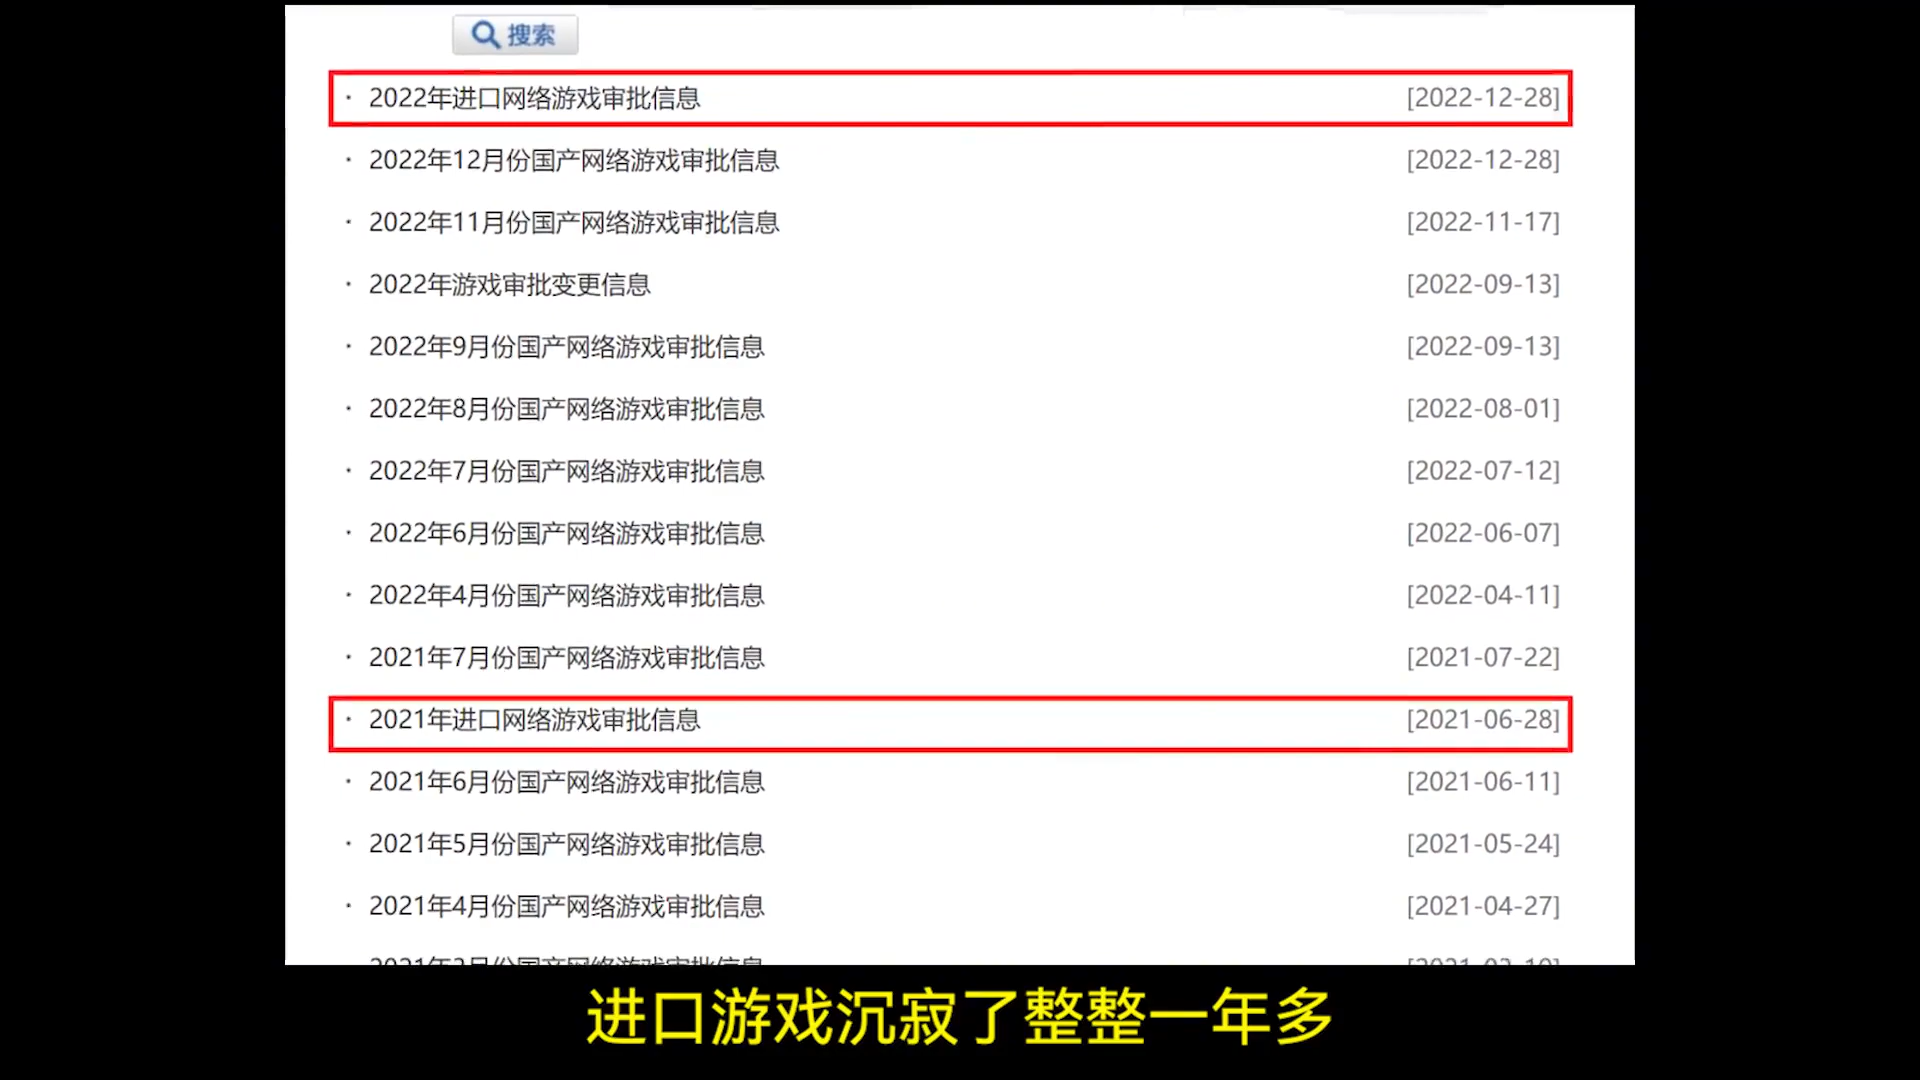 搜索
· 2022年进口网络游戏审批信息 [2022-12-28]
· 2022年12月份国产网络游戏审批信息 [2022-12-28]
· 2022年11月份国产网络游戏审批信息 [2022-11-17]
· 2022年游戏审批变更信息 [2022-09-13]
· 2022年9月份国产网络游戏审批信息 [2022-09-13]
· 2022年8月份国产网络游戏审批信息 [2022-08-01]
· 2022年7月份国产网络游戏审批信息 [2022-07-12]
· 2022年6月份国产网络游戏审批信息 [2022-06-07]
· 2022年4月份国产网络游戏审批信息 [2022-04-11]
· 2021年7月份国产网络游戏审批信息 [2021-07-22]
· 2021年进口网络游戏审批信息 [2021-06-28]
· 2021年6月份国产网络游戏审批信息 [2021-06-11]
· 2021年5月份国产网络游戏审批信息 [2021-05-24]
· 2021年4月份国产网络游戏审批信息 [2021-04-27]
进口游戏沉寂了整整一年多